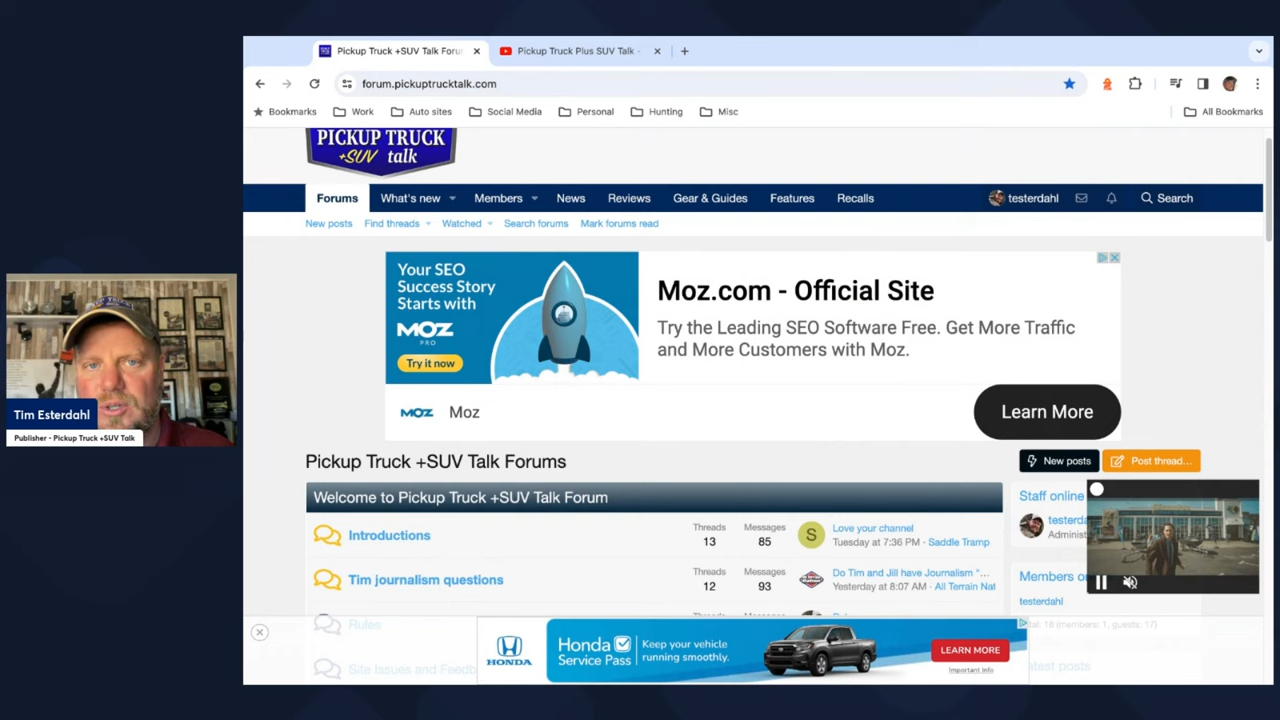 Pickup Truck +SUV Talk Foru
Pickup Truck Plus SUV Talk -
forum.pickuptrucktalk.com
Bookmarks Work Auto sites Social Media Personal Hunting Misc All Bookmarks
PICKUP TRUCK
+SUV talk
Forums What's new Members News Reviews Gear & Guides Features Recalls testerdahl Search
New posts Find threads Watched Search forums Mark forums read
Your SEO
Success Story
Starts with
MOZ
PRO
Try it now
Moz.com - Official Site
Try the Leading SEO Software Free. Get More Traffic
and More Customers with Moz.
MOZ Moz
Learn More
Tim Esterdahl
Publisher - Pickup Truck +SUV Talk
Pickup Truck +SUV Talk Forums
New posts Post thread...
Welcome to Pickup Truck +SUV Talk Forum
Introductions
Threads
13
Messages
85
S
Love your channel
Tuesday at 7:36 PM · Saddle Tramp
Tim journalism questions
Threads
12
Messages
93
Do Tim and Jill have Journalism "...
Yesterday at 8:07 AM · All Terrain Nat
Rules
Threads
Messages
Site Issues and Feedb
Staff online
testerda
Adminis
Members on
testerdahl
tal: 18 (members: 1, guests: 17)
test posts
HONDA
Honda
Service Pass
Keep your vehicle
running smoothly.
LEARN MORE
Important Info